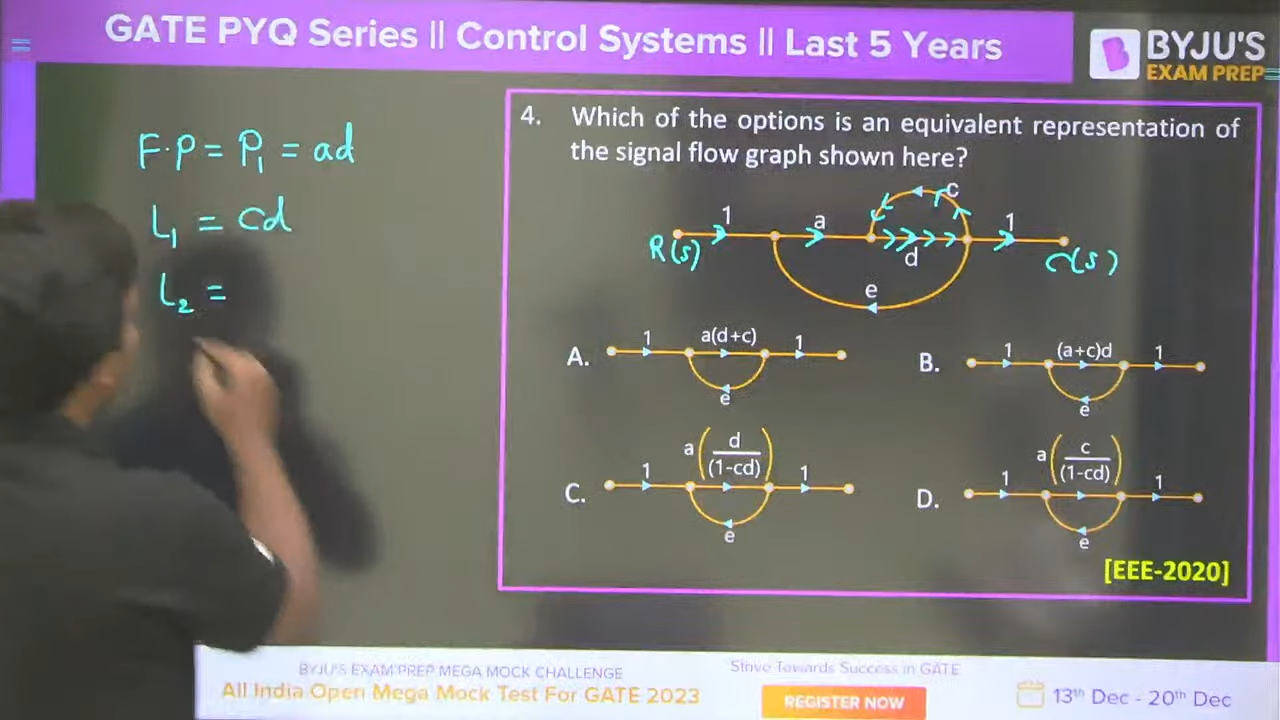 GATE PYQ Series || Control Systems || Last 5 Years
BYJU'S
EXAM PREP
F.P = P1 = ad
L1 = cd
L2 =
4. Which of the options is an equivalent representation of
the signal flow graph shown here?
R(s) 1 a d c e 1 C(s)
A. 1 a(d+c) 1 e
B. 1 (a+c)d 1 e
C. 1 a(d/(1-cd)) 1 e
D. 1 a(c/(1-cd)) 1 e
[EEE-2020]
BYJU'S EXAM PREP MEGA MOCK CHALLENGE
All India Open Mega Mock Test For GATE 2023
Strive Towards Success in GATE
REGISTER NOW
13th Dec - 20th Dec